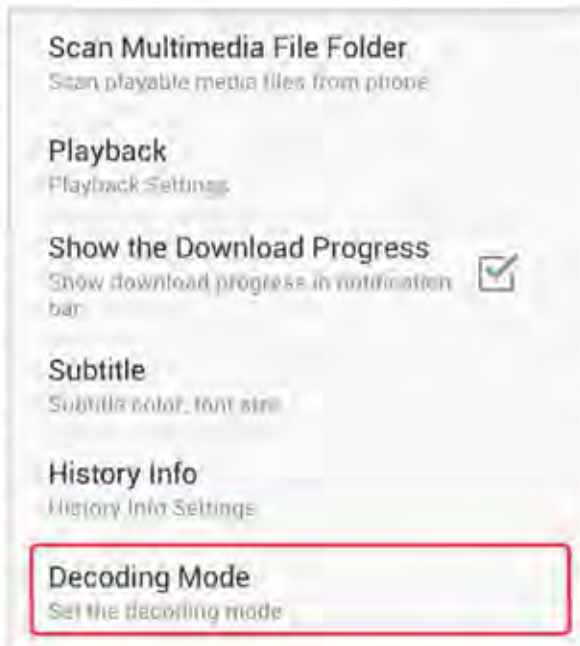 Scan Multimedia File Folder
Scan playable media files from phone
Playback
Playback Settings
Show the Download Progress
Show download progress in notification
bar
Subtitle
Subtitle color, font size
History Info
History Info Settings
Decoding Mode
Set the decoding mode